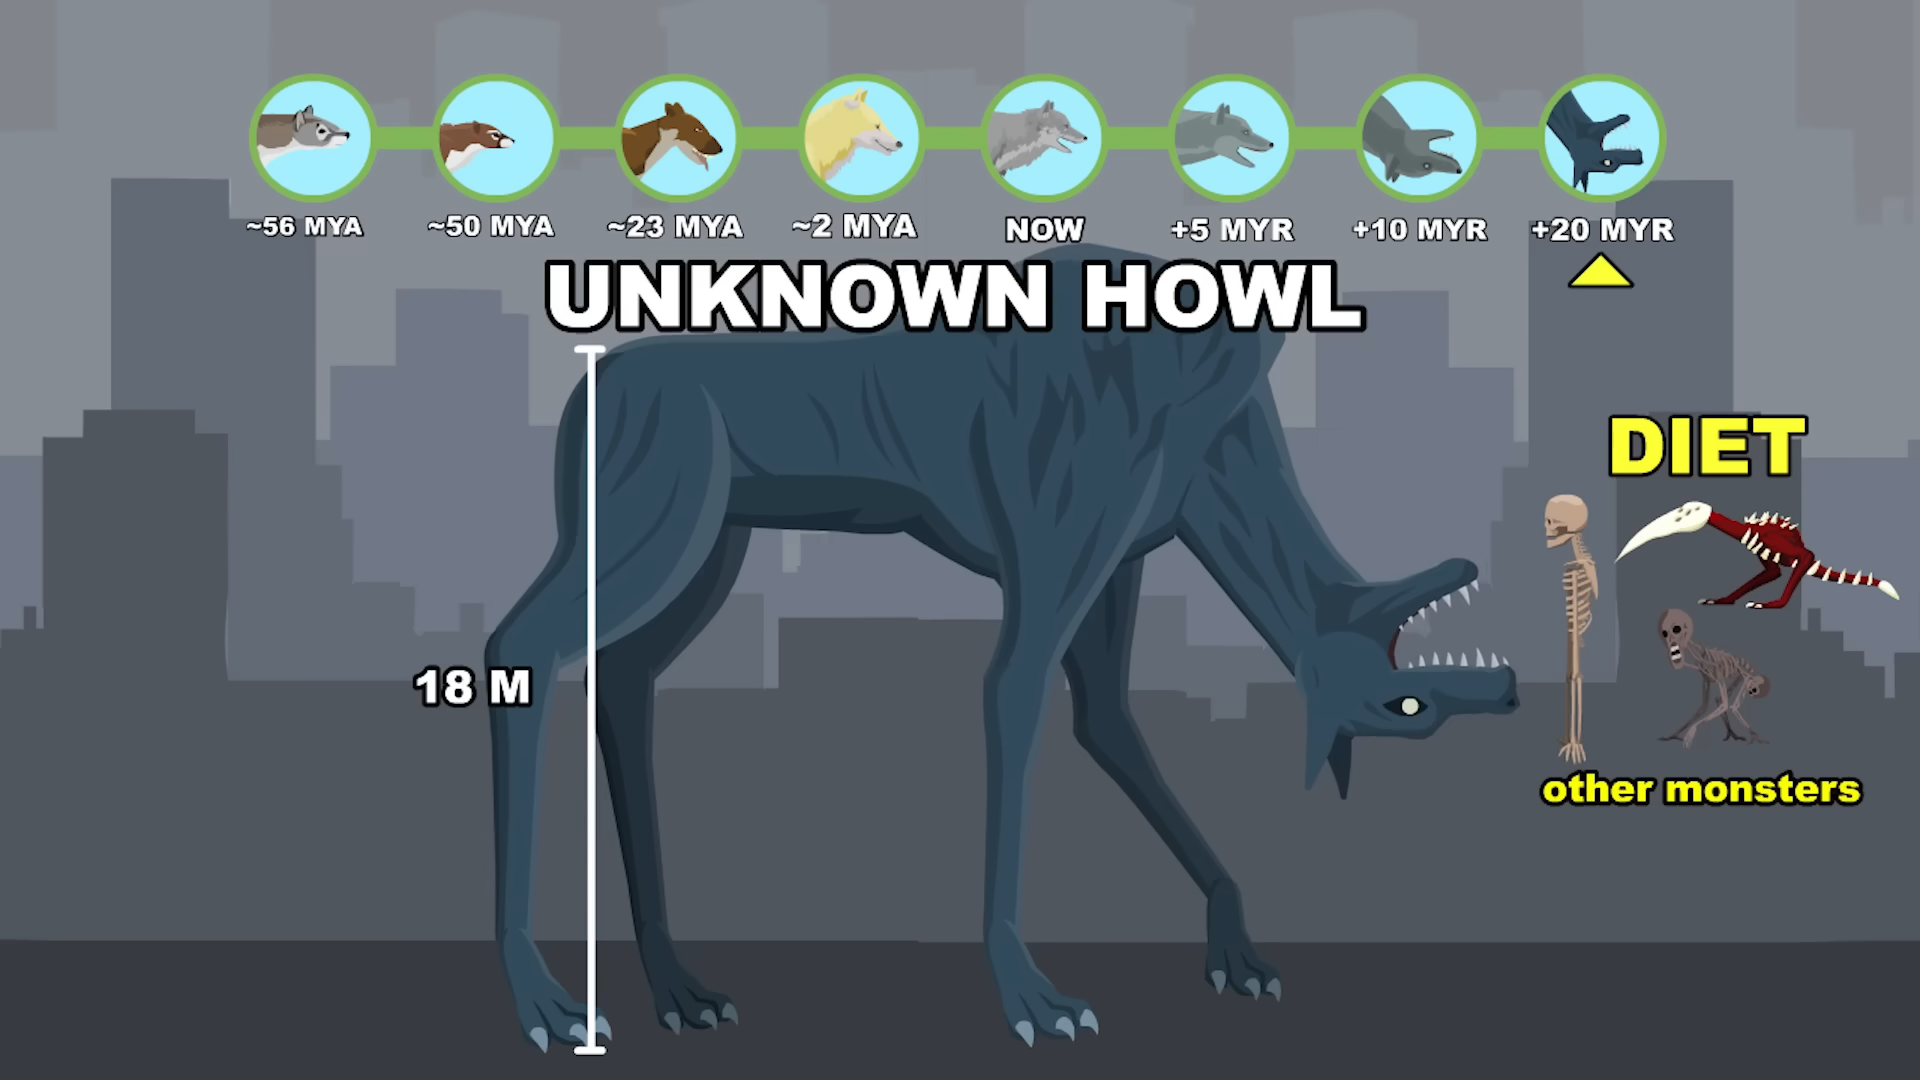 ~56 MYA
~50 MYA
~23 MYA
~2 MYA
NOW
+5 MYR
+10 MYR
+20 MYR
UNKNOWN HOWL
DIET
18 M
other monsters